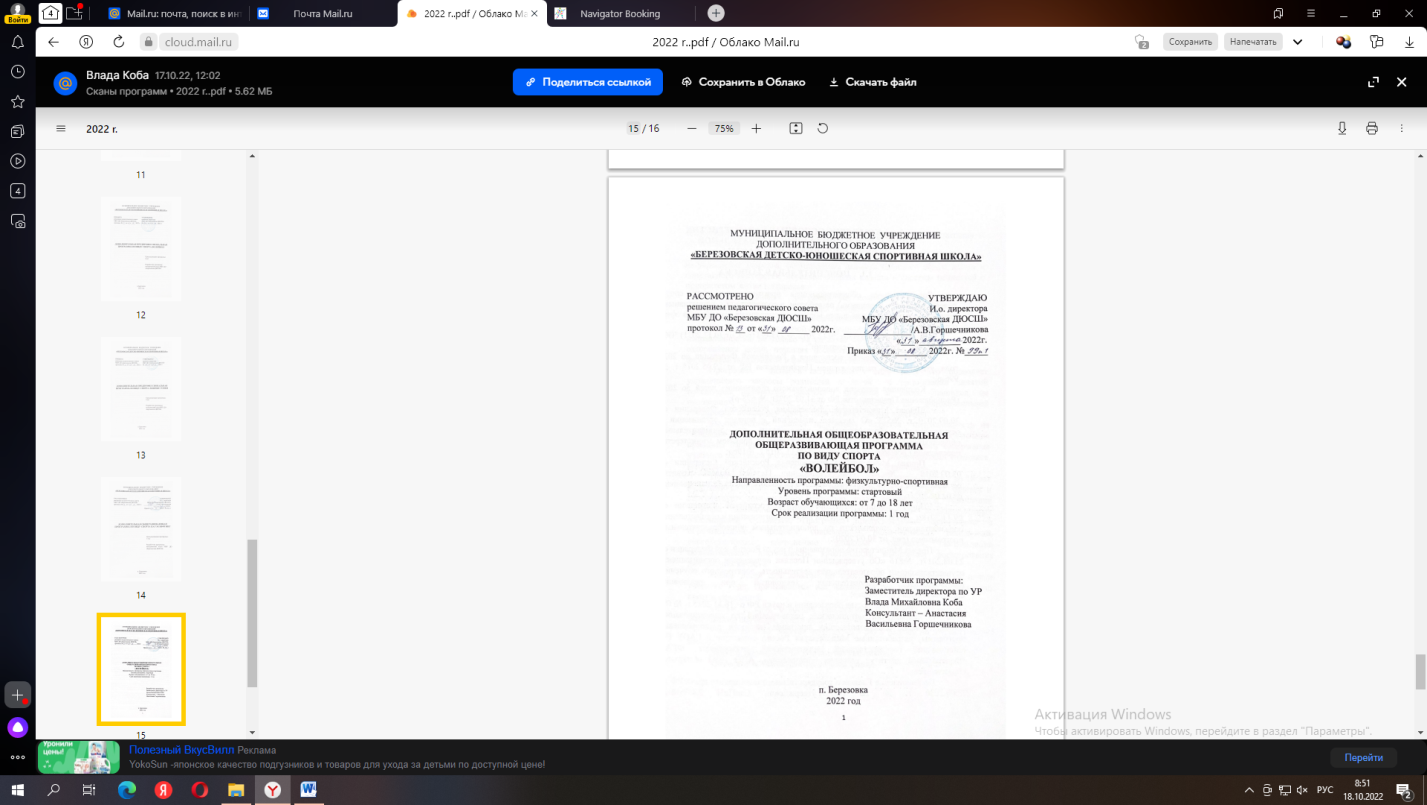 4
Mail.ru: почта, поиск в ин
Почта Mail.ru
2022 г..pdf / Облако Ма
Navigator Booking
Войти
cloud.mail.ru
2022 г..pdf / Облако Mail.ru
2
Сохранить
Напечатать
Влада Коба 17.10.22, 12:02
Сканы программ • 2022 г..pdf • 5.62 МБ
Поделиться ссылкой
Сохранить в Облако
Скачать файл
2022 г.
15 / 16
75%
4
11
12
13
14
15
МУНИЦИПАЛЬНОЕ БЮДЖЕТНОЕ УЧРЕЖДЕНИЕ
ДОПОЛНИТЕЛЬНОГО ОБРАЗОВАНИЯ
«БЕРЕЗОВСКАЯ ДЕТСКО-ЮНОШЕСКАЯ СПОРТИВНАЯ ШКОЛА»
РАССМОТРЕНО
решением педагогического совета
МБУ ДО «Березовская ДЮСШ»
протокол № от «31» 08 2022г.
УТВЕРЖДАЮ
И.о. директора
МБУ ДО «Березовская ДЮСШ»
/А.В.Горшечникова
«31» августа 2022г.
Приказ «31» 08 2022г. №
ДОПОЛНИТЕЛЬНАЯ ОБЩЕОБРАЗОВАТЕЛЬНАЯ
ОБЩЕРАЗВИВАЮЩАЯ ПРОГРАММА
ПО ВИДУ СПОРТА
«ВОЛЕЙБОЛ»
Направленность программы: физкультурно-спортивная
Уровень программы: стартовый
Возраст обучающихся: от 7 до 18 лет
Срок реализации программы: 1 год
Разработчик программы:
Заместитель директора по УР
Влада Михайловна Коба
Консультант – Анастасия
Васильевна Горшечникова
п. Березовка
2022 год
1
Активация Windows
Чтобы активировать Windows, перейдите в раздел "Параметры".
Уронили
цены!
Полезный ВкусВилл Реклама
YokoSun -японское качество подгузников и товаров для ухода за детьми по доступной цене!
Перейти
РУС
8:51
18.10.2022
2